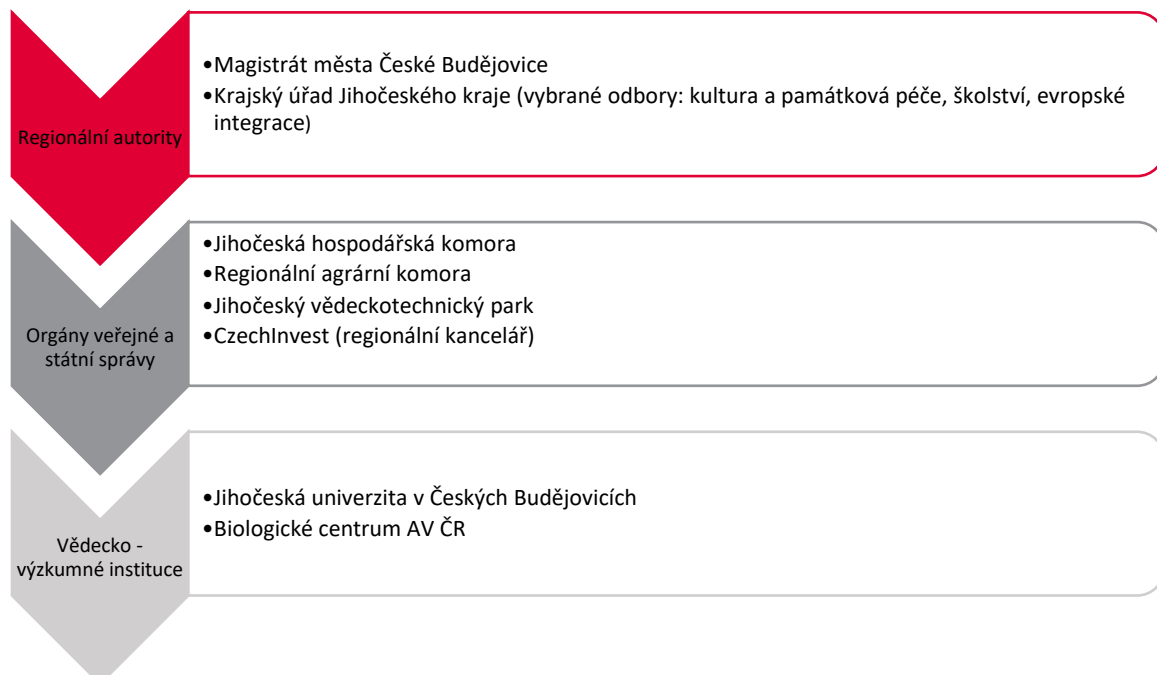 Regionální autority
•Magistrát města České Budějovice
•Krajský úřad Jihočeského kraje (vybrané odbory: kultura a památková péče, školství, evropské
integrace)
Orgány veřejné a
státní správy
•Jihočeská hospodářská komora
•Regionální agrární komora
•Jihočeský vědeckotechnický park
•CzechInvest (regionální kancelář)
Vědecko -
výzkumné instituce
•Jihočeská univerzita v Českých Budějovicích
•Biologické centrum AV ČR